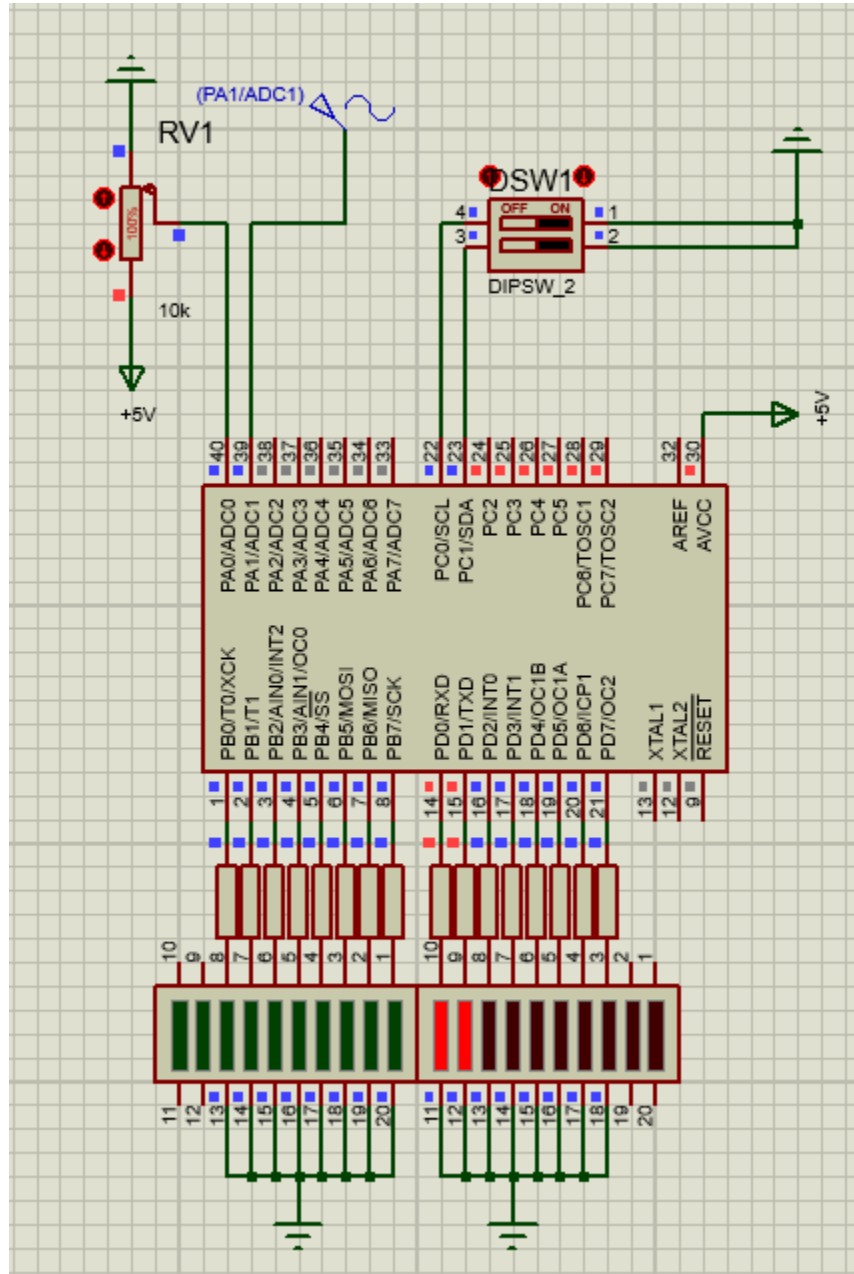 (PA1/ADC1)
RV1
100%
10k
+5V
DSW1
OFF ON
4 1
3 2
DIPSW_2
+5V
40 39 38 37 36 35 34 33 22 23 24 25 26 27 28 29 32 30
PA0/ADC0
PA1/ADC1
PA2/ADC2
PA3/ADC3
PA4/ADC4
PA5/ADC5
PA6/ADC6
PA7/ADC7
PC0/SCL
PC1/SDA
PC2
PC3
PC4
PC5
PC6/TOSC1
PC7/TOSC2
AREF
AVCC
PB0/T0/XCK
PB1/T1
PB2/AIN0/INT2
PB3/AIN1/OC0
PB4/SS
PB5/MOSI
PB6/MISO
PB7/SCK
PD0/RXD
PD1/TXD
PD2/INT0
PD3/INT1
PD4/OC1B
PD5/OC1A
PD6/ICP1
PD7/OC2
XTAL1
XTAL2
RESET
1 2 3 4 5 6 7 8 14 15 16 17 18 19 20 21 13 12 9
10 9 8 7 6 5 4 3 2 1 10 9 8 7 6 5 4 3 2 1
11 12 13 14 15 16 17 18 19 20 11 12 13 14 15 16 17 18 19 20